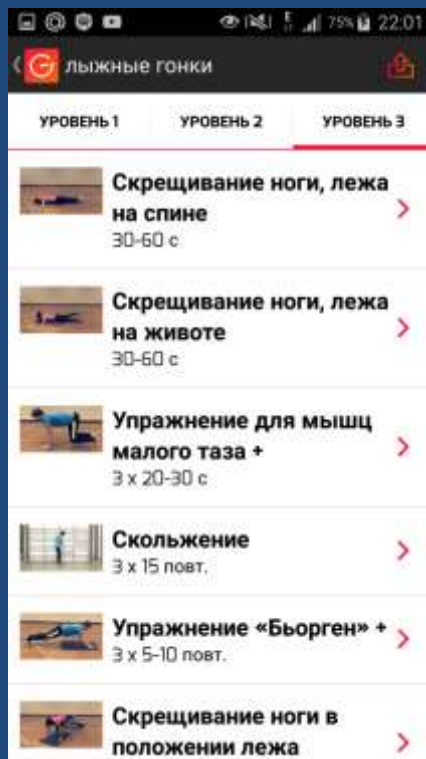 75% 22:01
лыжные гонки
УРОВЕНЬ 1 УРОВЕНЬ 2 УРОВЕНЬ 3
Скрещивание ноги, лежа
на спине
30-60 с
Скрещивание ноги, лежа
на животе
30-60 с
Упражнение для мышц
малого таза +
3 x 20-30 с
Скольжение
3 x 15 повт.
Упражнение «Бьорген» +
3 x 5-10 повт.
Скрещивание ноги в
положении лежа